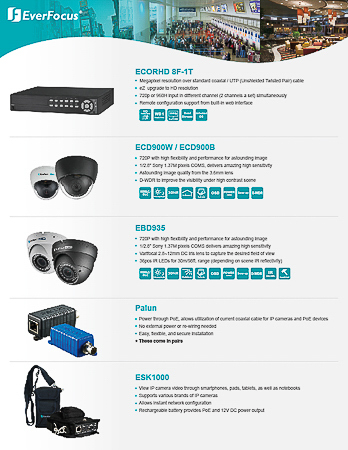 EverFocus
ECORHD 8F-1T
Megapixel resolution over standard coaxial / UTP (Unshielded Twisted Pair) cable
eZ upgrade to HD resolution
720p or 960H input in different channel (2 channels a set) simultaneously
Remote configuration support from built-in web interface
ECD900W / ECD900B
720P with high flexibility and performance for astounding image
1/2.0" Sony 1.37M pixels COMS, delivers amazing high sensitivity
Astounding image quality from the 3.6mm lens
D-WDR to improve the visibility under high contrast scene
EBD935
720P with high flexibility and performance for astounding image
1/2.0" Sony 1.37M pixels COMS delivers amazing high sensitivity
Varifocal 2.8~12mm DC iris lens to capture the desired field of view
36pcs IR LEDs for 30m/98ft. range (depending on scene IR reflectivity)
Palun
Power through PoE, allows utilization of current coaxial cable for IP cameras and PoE devices
No external power or re-wiring needed
Easy, flexible, and secure installation
These come in pairs
ESK1000
View IP camera video through smartphones, pads, tablets, as well as notebooks
Supports various brands of IP cameras
Allows instant network configuration
Rechargeable battery provides PoE and 12V DC power output